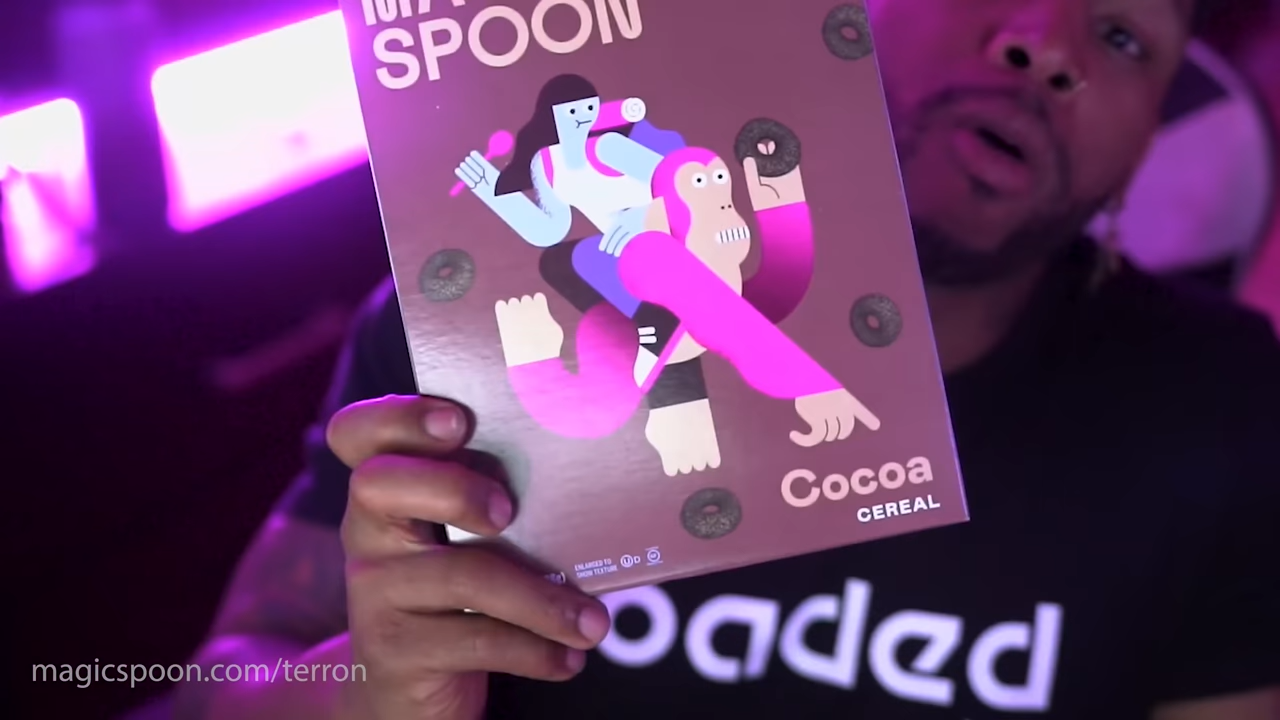 SPOON
Cocoa
CEREAL
ENLARGED TO
SHOW TEXTURE
U D
oaded
magicspoon.com/terron